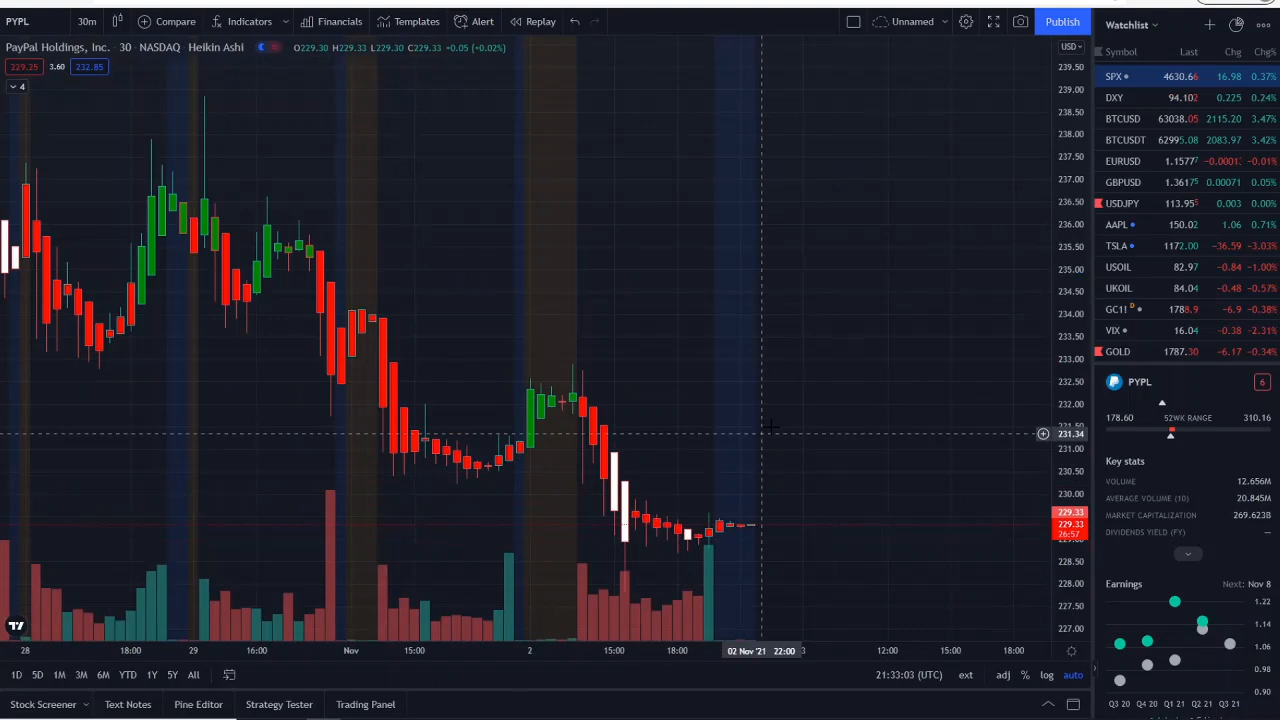 PYPL 30m Compare Indicators Financials Templates Alert Replay Unnamed Publish
PayPal Holdings, Inc. · 30 · NASDAQ · Heikin Ashi O229.30 H229.33 L229.30 C229.33 +0.05 (+0.02%)
229.25 3.60 232.85
4
USD
239.50
239.00
238.50
238.00
237.50
237.00
236.50
236.00
235.50
235.00
234.50
234.00
233.50
233.00
232.50
232.00
231.34
231.00
230.50
230.00
229.33
229.33
26:57
228.50
228.00
227.50
227.00
28 18:00 29 16:00 Nov 15:00 2 15:00 18:00 02 Nov '21 22:00 3 12:00 15:00 18:00
1D 5D 1M 3M 6M YTD 1Y 5Y All 21:33:03 (UTC) ext adj % log auto
Stock Screener Text Notes Pine Editor Strategy Tester Trading Panel
Watchlist
Symbol Last Chg Chg%
SPX 4630.66 16.98 0.37%
DXY 94.102 0.225 0.24%
BTCUSD 63038.05 2115.20 3.47%
BTCUSDT 62995.08 2083.97 3.42%
EURUSD 1.15777 −0.0001 −0.01%
GBPUSD 1.36175 0.00071 0.05%
USDJPY 113.955 0.003 0.00%
AAPL 150.02 1.06 0.71%
TSLA 1172.00 −36.59 −3.03%
USOIL 82.97 −0.84 −1.00%
UKOIL 84.04 −0.48 −0.57%
GC1! D 1788.9 −6.9 −0.38%
VIX 16.04 −0.38 −2.31%
GOLD 1787.30 −6.17 −0.34%
PYPL 6
178.60 52WK RANGE 310.16
Key stats
VOLUME 12.656M
AVERAGE VOLUME (10) 20.845M
MARKET CAPITALIZATION 269.623B
DIVIDENDS YIELD (FY) —
Earnings Next: Nov 8
1.22
1.14
1.06
0.98
0.90
Q3 20 Q4 20 Q1 21 Q2 21 Q3 21